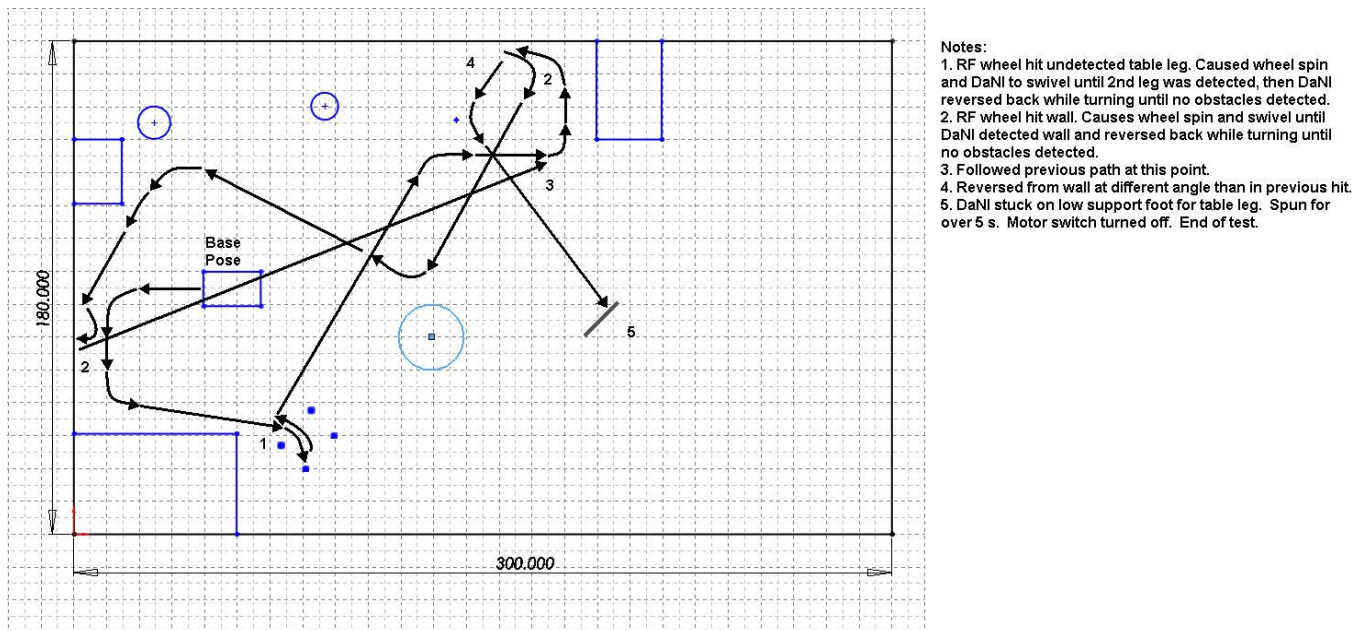 Notes:
1. RF wheel hit undetected table leg. Caused wheel spin
and DaNI to swivel until 2nd leg was detected, then DaNI
reversed back while turning until no obstacles detected.
2. RF wheel hit wall. Causes wheel spin and swivel until
DaNI detected wall and reversed back while turning until
no obstacles detected.
3. Followed previous path at this point.
4. Reversed from wall at different angle than in previous hit.
5. DaNI stuck on low support foot for table leg. Spun for
over 5 s. Motor switch turned off. End of test.
4
2
3
Base
Pose
180.000
5
2
1
300.000